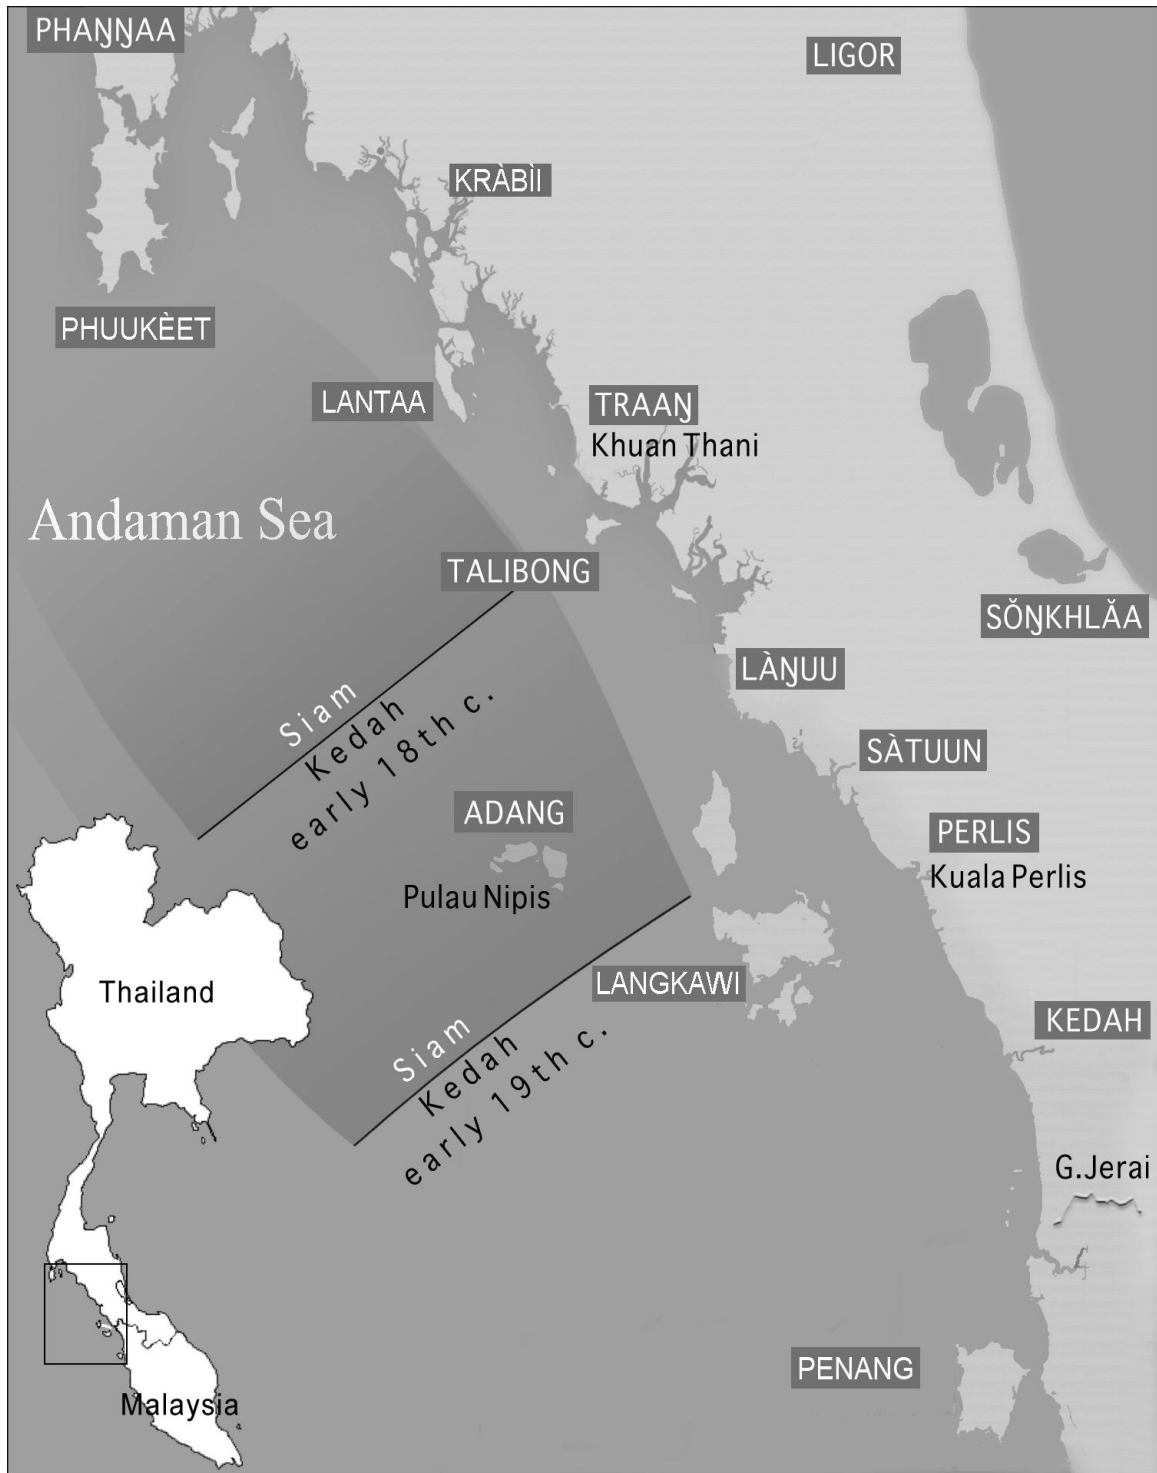 PHAŊŊAA
LIGOR
KRÀBÌI
PHUUKÈET
LANTAA
TRAAŊ
Khuan Thani
Andaman Sea
TALIBONG
SŎŊKHLĂA
LÀŊUU
Siam
Kedah
early 18th c.
SÀTUUN
ADANG
PERLIS
Kuala Perlis
Pulau Nipis
LANGKAWI
Thailand
KEDAH
Siam
Kedah
early 19th c.
G.Jerai
PENANG
Malaysia